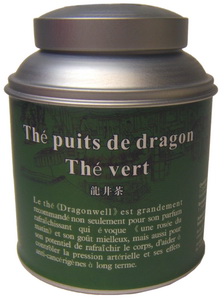 Thé puits de dragon
Thé vert
龍井茶
Le thé (Dragonwell) est grandement
recommandé non seulement pour son parfum
rafraîchissant qui évoque (une rosée du
matin) et son goût mielleux, mais aussi pour
son potentiel de rafraîchir le corps, d'aider à
contrôler la pression artérielle et ses effets
anti-cancérigènes à long terme.